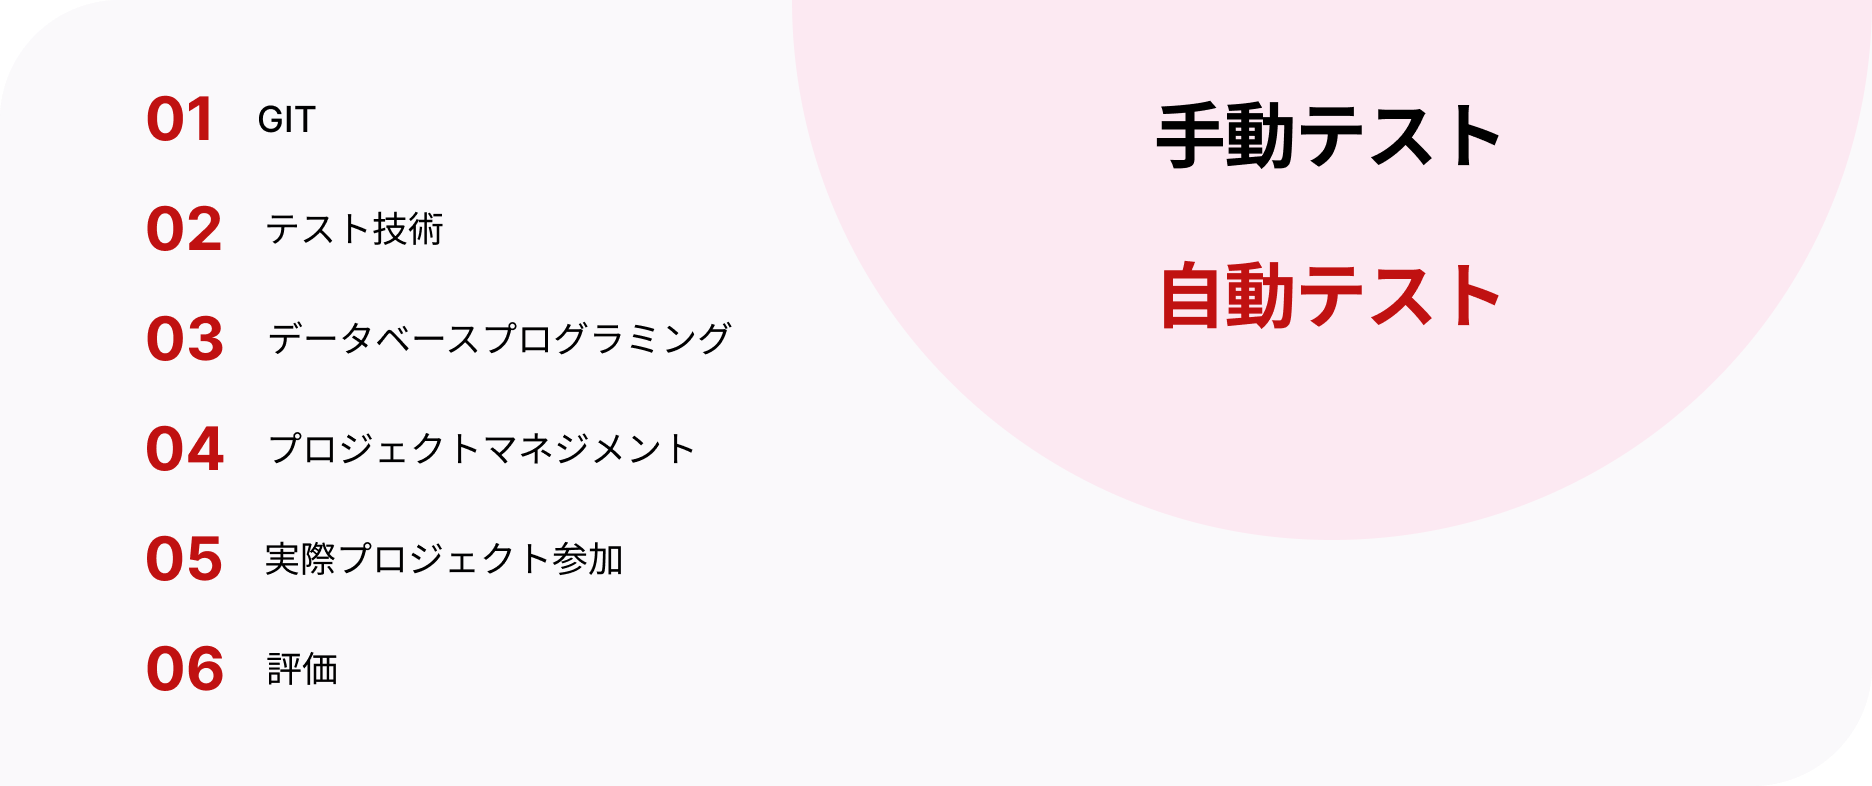 01 GIT
02 テスト技術
03 データベースプログラミング
04 プロジェクトマネジメント
05 実際プロジェクト参加
06 評価
手動テスト
自動テスト